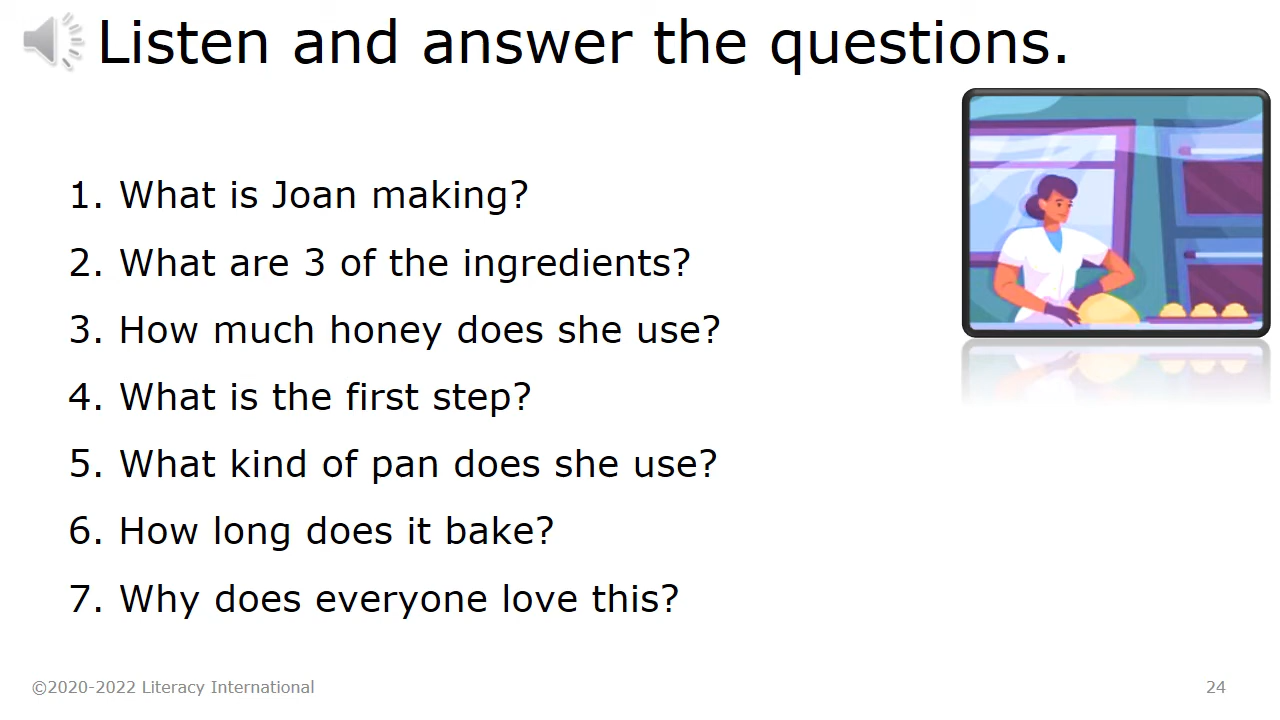 Listen and answer the questions.
1. What is Joan making?
2. What are 3 of the ingredients?
3. How much honey does she use?
4. What is the first step?
5. What kind of pan does she use?
6. How long does it bake?
7. Why does everyone love this?
©2020-2022 Literacy International
24